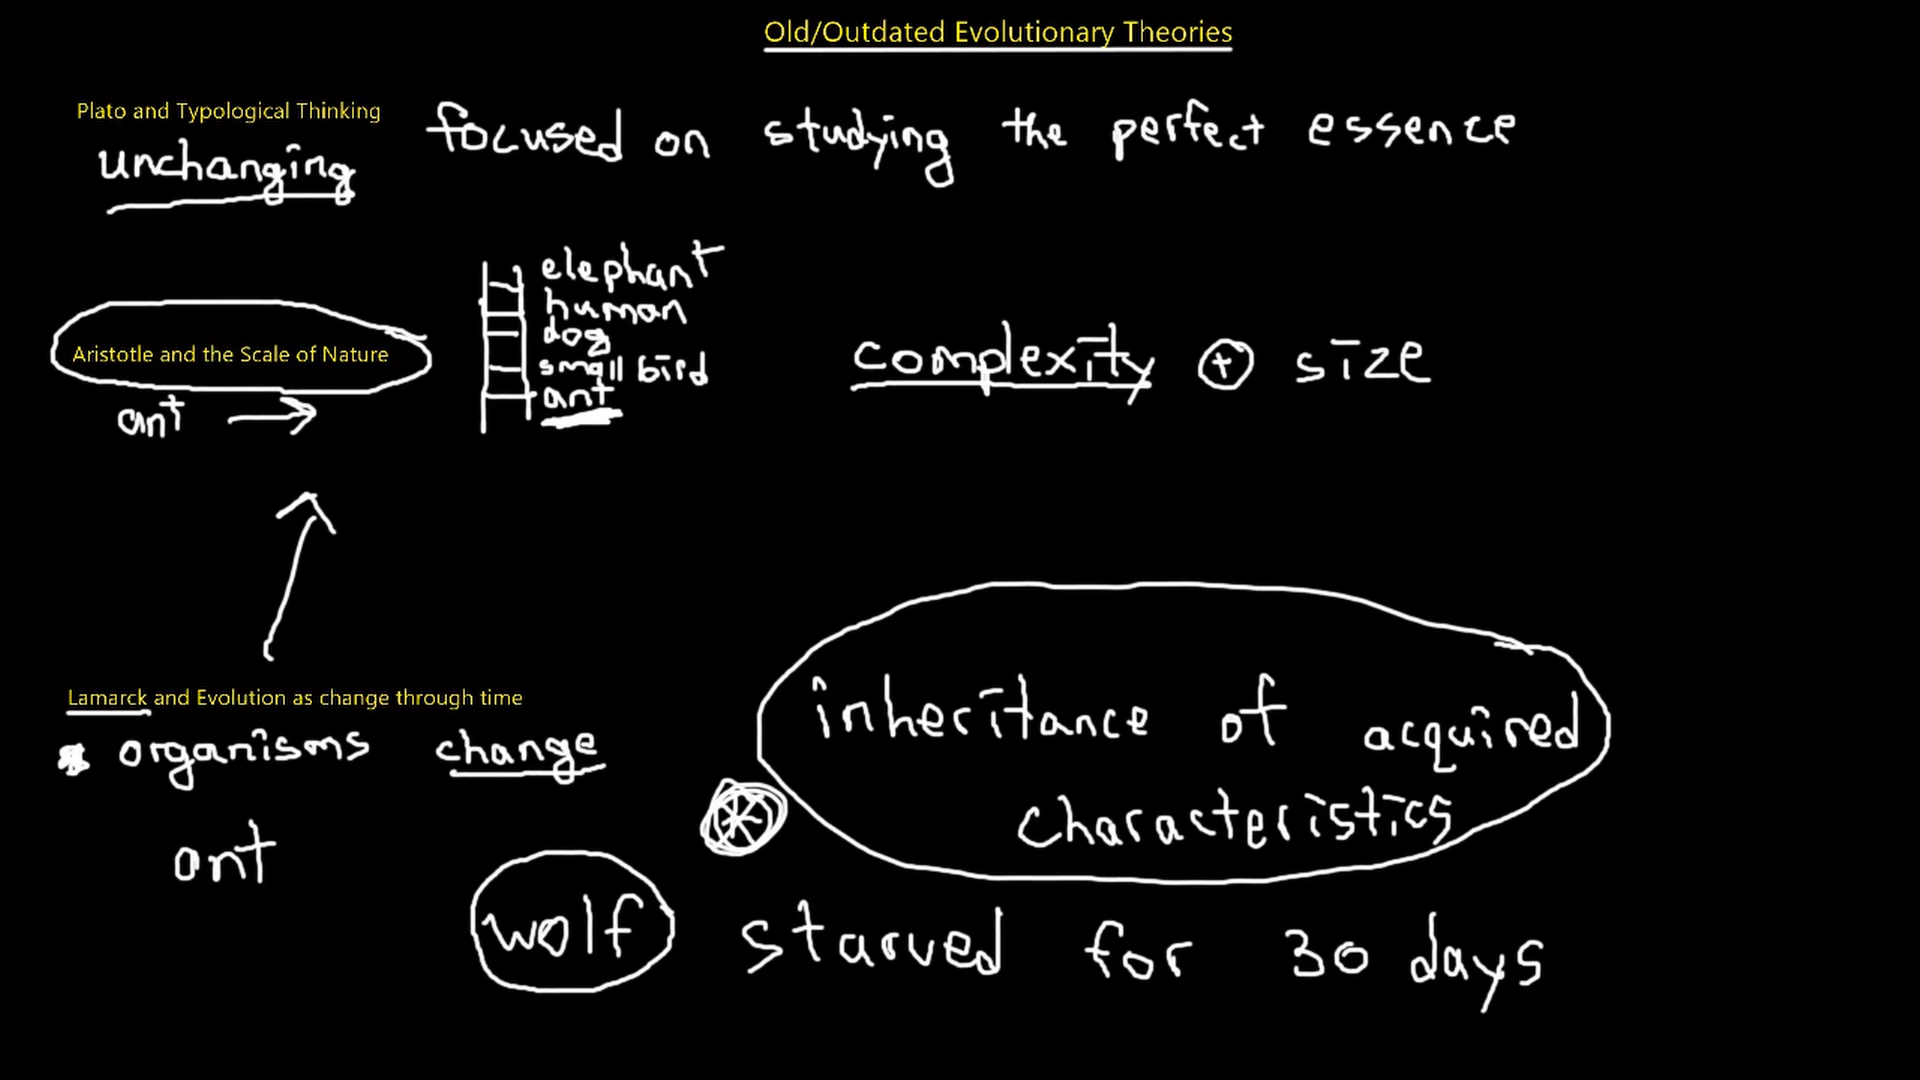 Old/Outdated Evolutionary Theories
Plato and Typological Thinking
focused on studying the perfect essence
unchanging
elephant
human
dog
small bird
ant
Aristotle and the Scale of Nature
complexity + size
ant →
Lamarck and Evolution as change through time
* organisms change
inheritance of acquired
characteristics
ant
wolf starved for 30 days